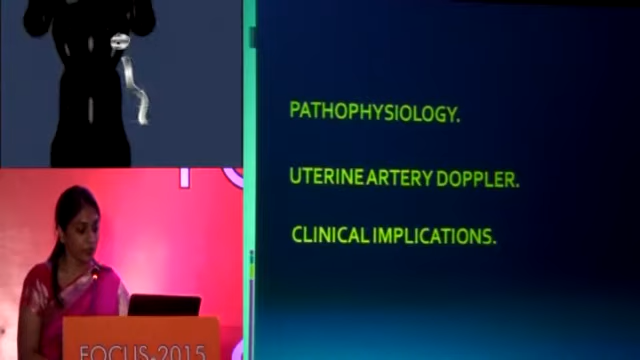 PATHOPHYSIOLOGY.
UTERINE ARTERY DOPPLER.
CLINICAL IMPLICATIONS.
FOCUS-2015